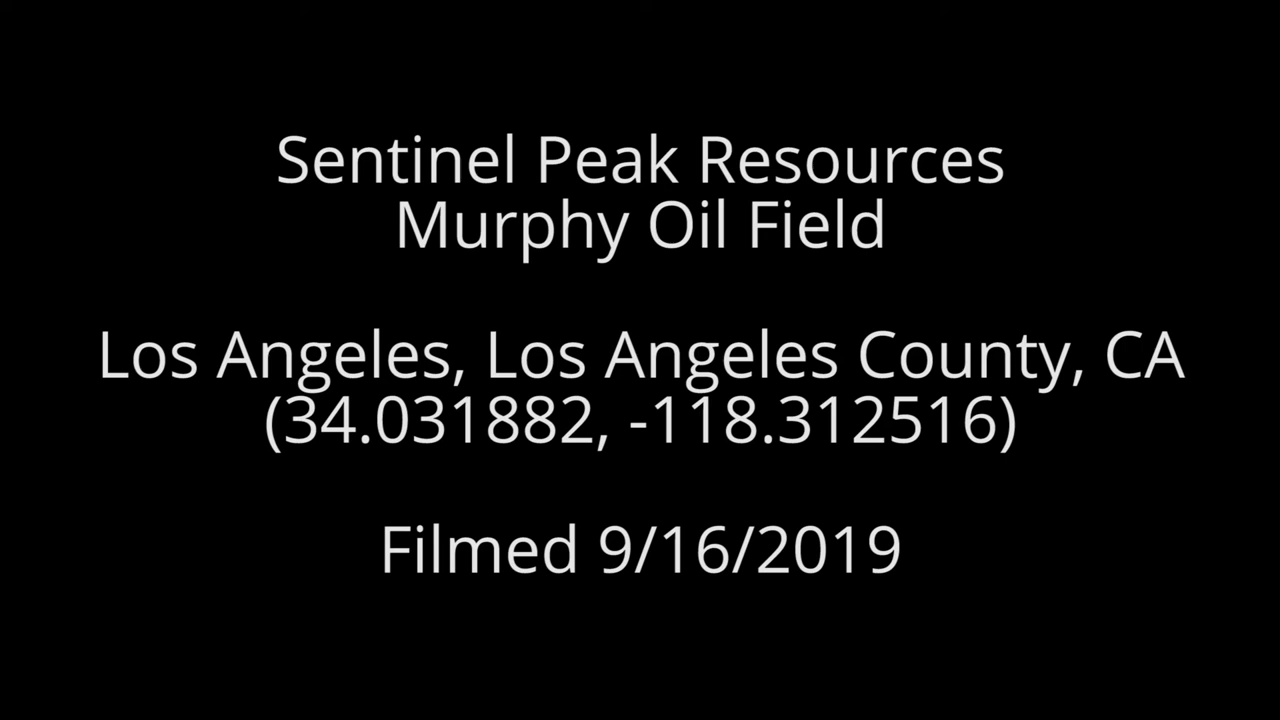 Sentinel Peak Resources
Murphy Oil Field
Los Angeles, Los Angeles County, CA
(34.031882, -118.312516)
Filmed 9/16/2019